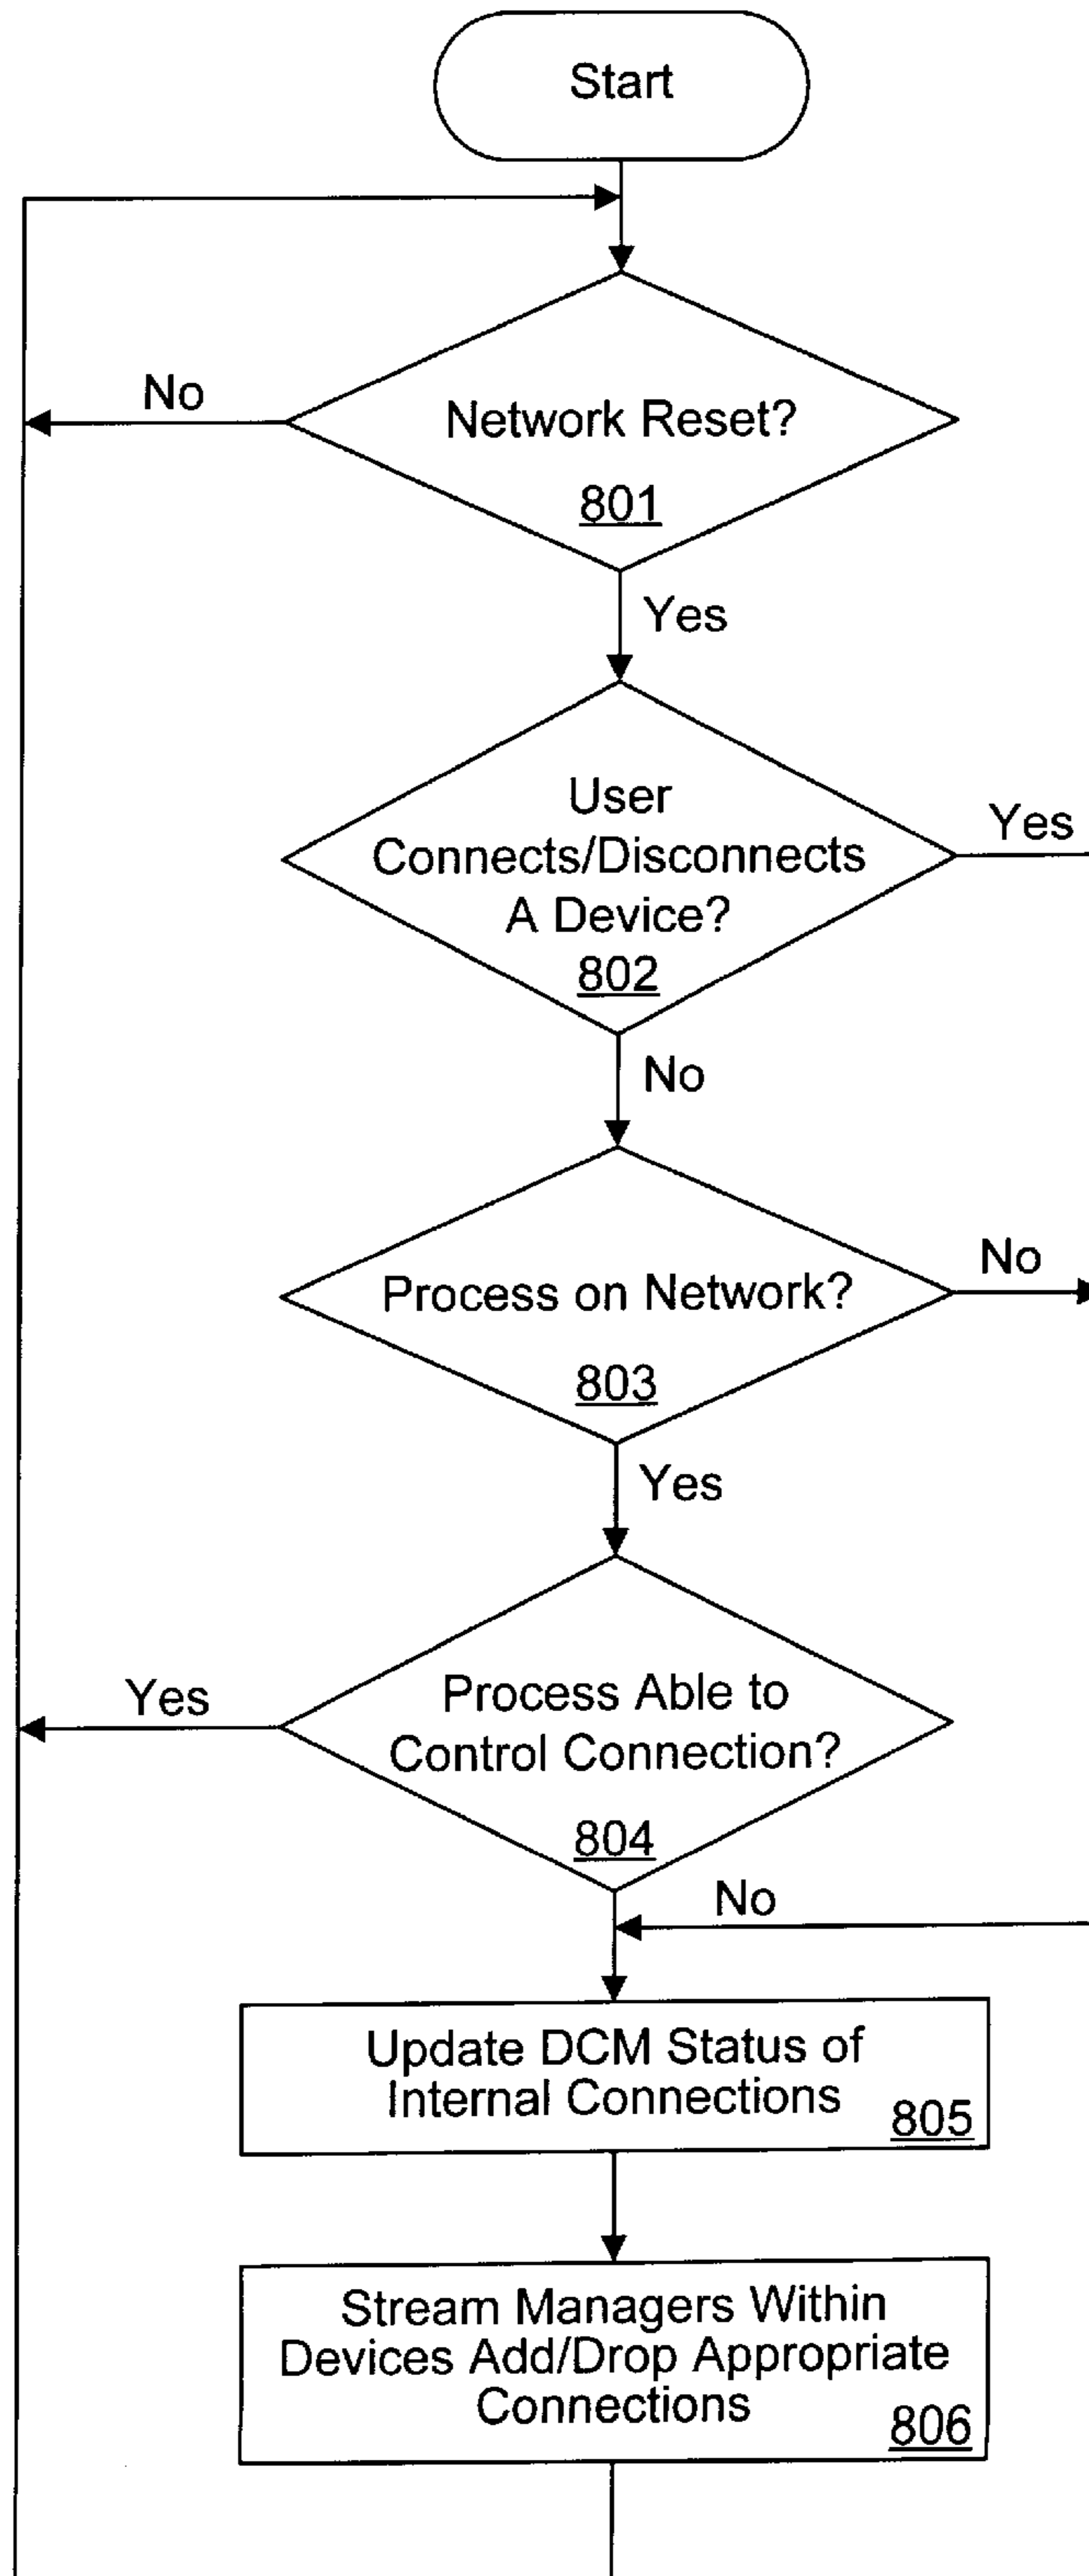 Start
No
Network Reset?
801
Yes
User
Connects/Disconnects
A Device?
802
Yes
No
Process on Network?
803
No
Yes
Process Able to
Control Connection?
804
Yes
No
Update DCM Status of
Internal Connections
805
Stream Managers Within
Devices Add/Drop Appropriate
Connections
806